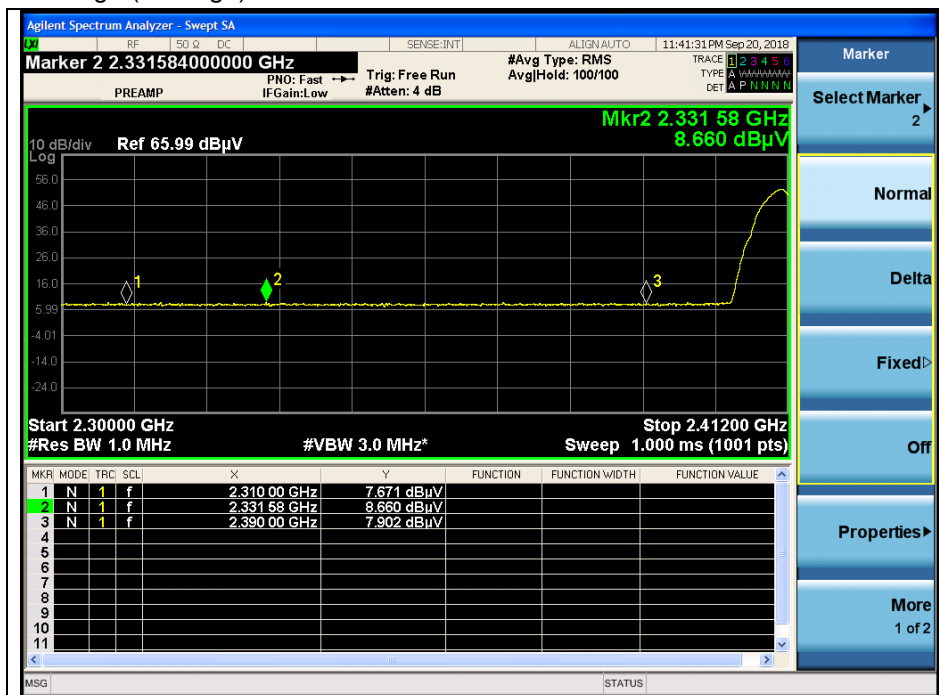 Agilent Spectrum Analyzer - Swept SA
LXI RF 50 Ω DC SENSE:INT ALIGN AUTO 11:41:31 PM Sep 20, 2018
Marker 2 2.331584000000 GHz
PREAMP
PNO: Fast
IFGain:Low
Trig: Free Run
#Atten: 4 dB
#Avg Type: RMS
Avg|Hold: 100/100
TRACE 1 2 3 4 5 6
TYPE A WWWWW
DET A P N N N N
Mkr2 2.331 58 GHz
8.660 dBµV
10 dB/div Ref 65.99 dBµV
Log
56.0
46.0
36.0
26.0
16.0
5.99
-4.01
-14.0
-24.0
1
2
3
Start 2.30000 GHz Stop 2.41200 GHz
#Res BW 1.0 MHz #VBW 3.0 MHz* Sweep 1.000 ms (1001 pts)
MKR MODE TRC SCL X Y FUNCTION FUNCTION WIDTH FUNCTION VALUE
1 N 1 f 2.310 00 GHz 7.671 dBµV
2 N 1 f 2.331 58 GHz 8.660 dBµV
3 N 1 f 2.390 00 GHz 7.902 dBµV
4
5
6
7
8
9
10
11
MSG STATUS
Marker
Select Marker
2
Normal
Delta
Fixed
Off
Properties
More
1 of 2